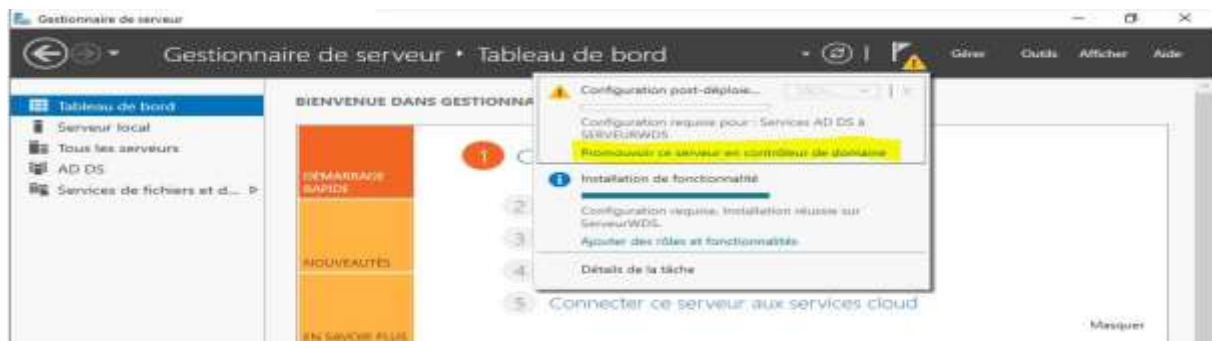 Gestionnaire de serveur
Gestionnaire de serveur • Tableau de bord
Gérer Outils Afficher Aide
Tableau de bord
Serveur local
Tous les serveurs
AD DS
Services de fichiers et d...
BIENVENUE DANS GESTIONNA
DÉMARRAGE
RAPIDE
NOUVEAUTÉS
EN SAVOIR PLUS
1 C
2
3
4
5 Connecter ce serveur aux services cloud
Masquer
Configuration post-déploie...
Configuration requise pour : Services AD DS à
SERVEURWDS
Promouvoir ce serveur en contrôleur de domaine
Installation de fonctionnalité
Configuration requise. Installation réussie sur
ServeurWDS.
Ajouter des rôles et fonctionnalités
Détails de la tâche